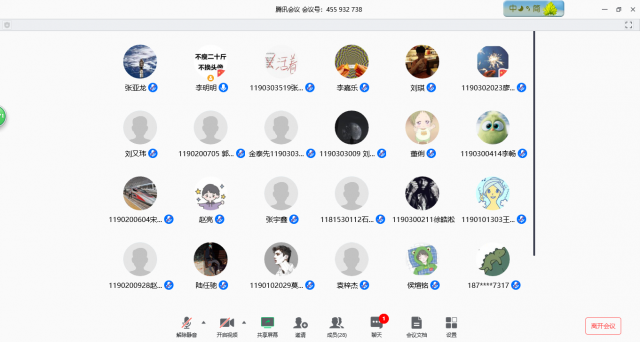 腾讯会议 会议号：455 932 738
中 简
不瘦二十斤
不换头像
张亚龙
李明明
1190303519张...
李嘉乐
刘琪
1190302023廖...
刘又玮
1190200705 郭...
金泰先1190303...
1190303009 刘...
董俐
1190300414李畅
1190200604宋...
赵亮
张宇鑫
1181530112石...
1190300211徐皓淞
1190101303王...
1190200928赵...
陆任驰
1190102029莫...
袁梓杰
侯煜铭
187****7317
解除静音
开启视频
共享屏幕
邀请
成员(28)
1
聊天
会议文档
设置
离开会议